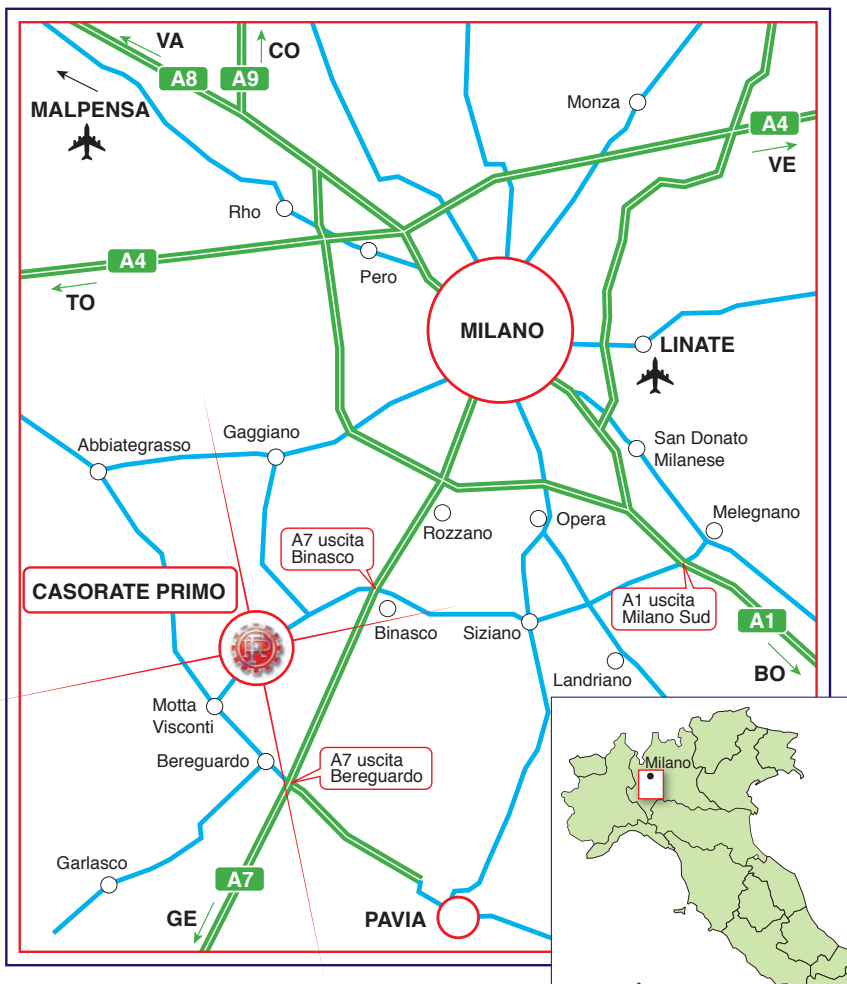 VA
CO
A8
A9
MALPENSA
Monza
A4
VE
Rho
A4
Pero
TO
MILANO
LINATE
Abbiategrasso
Gaggiano
San Donato
Milanese
Rozzano
Opera
Melegnano
A7 uscita
Binasco
CASORATE PRIMO
A1 uscita
Milano Sud
Binasco
Siziano
A1
BO
Landriano
Motta
Visconti
Bereguardo
A7 uscita
Bereguardo
Milano
Garlasco
A7
GE
PAVIA